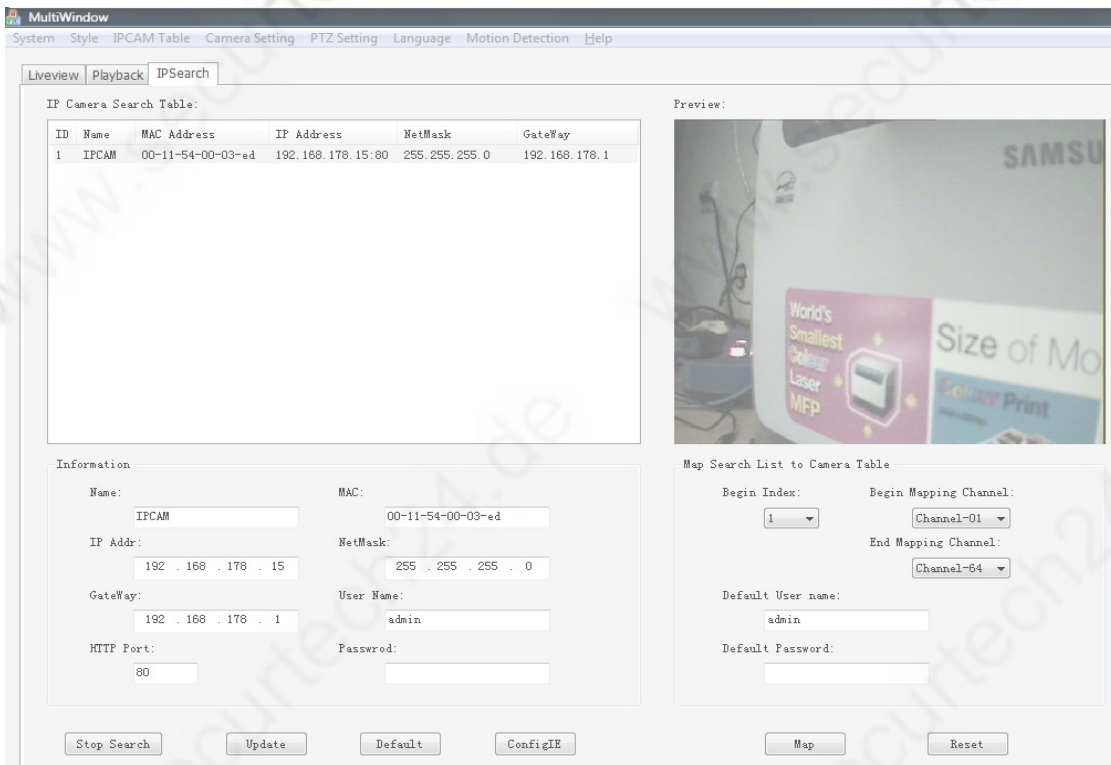 MultiWindow
System Style IPCAM Table Camera Setting PTZ Setting Language Motion Detection Help
Liveview Playback IPSearch
IP Camera Search Table:
Preview:
ID Name MAC Address IP Address NetMask GateWay
1 IPCAM 00-11-54-00-03-ed 192.168.178.15:80 255.255.255.0 192.168.178.1
SAMSU
World's
Smallest
Colour
Laser
MFP
Size of Mo
Colour Print
Information
Name: MAC:
IPCAM 00-11-54-00-03-ed
IP Addr: NetMask:
192 . 168 . 178 . 15 255 . 255 . 255 . 0
GateWay: User Name:
192 . 168 . 178 . 1 admin
HTTP Port: Passwrod:
80
Map Search List to Camera Table
Begin Index: Begin Mapping Channel:
1 Channel-01
End Mapping Channel:
Channel-64
Default User name:
admin
Default Password:
Stop Search Update Default ConfigIE Map Reset
www.securtech24.de